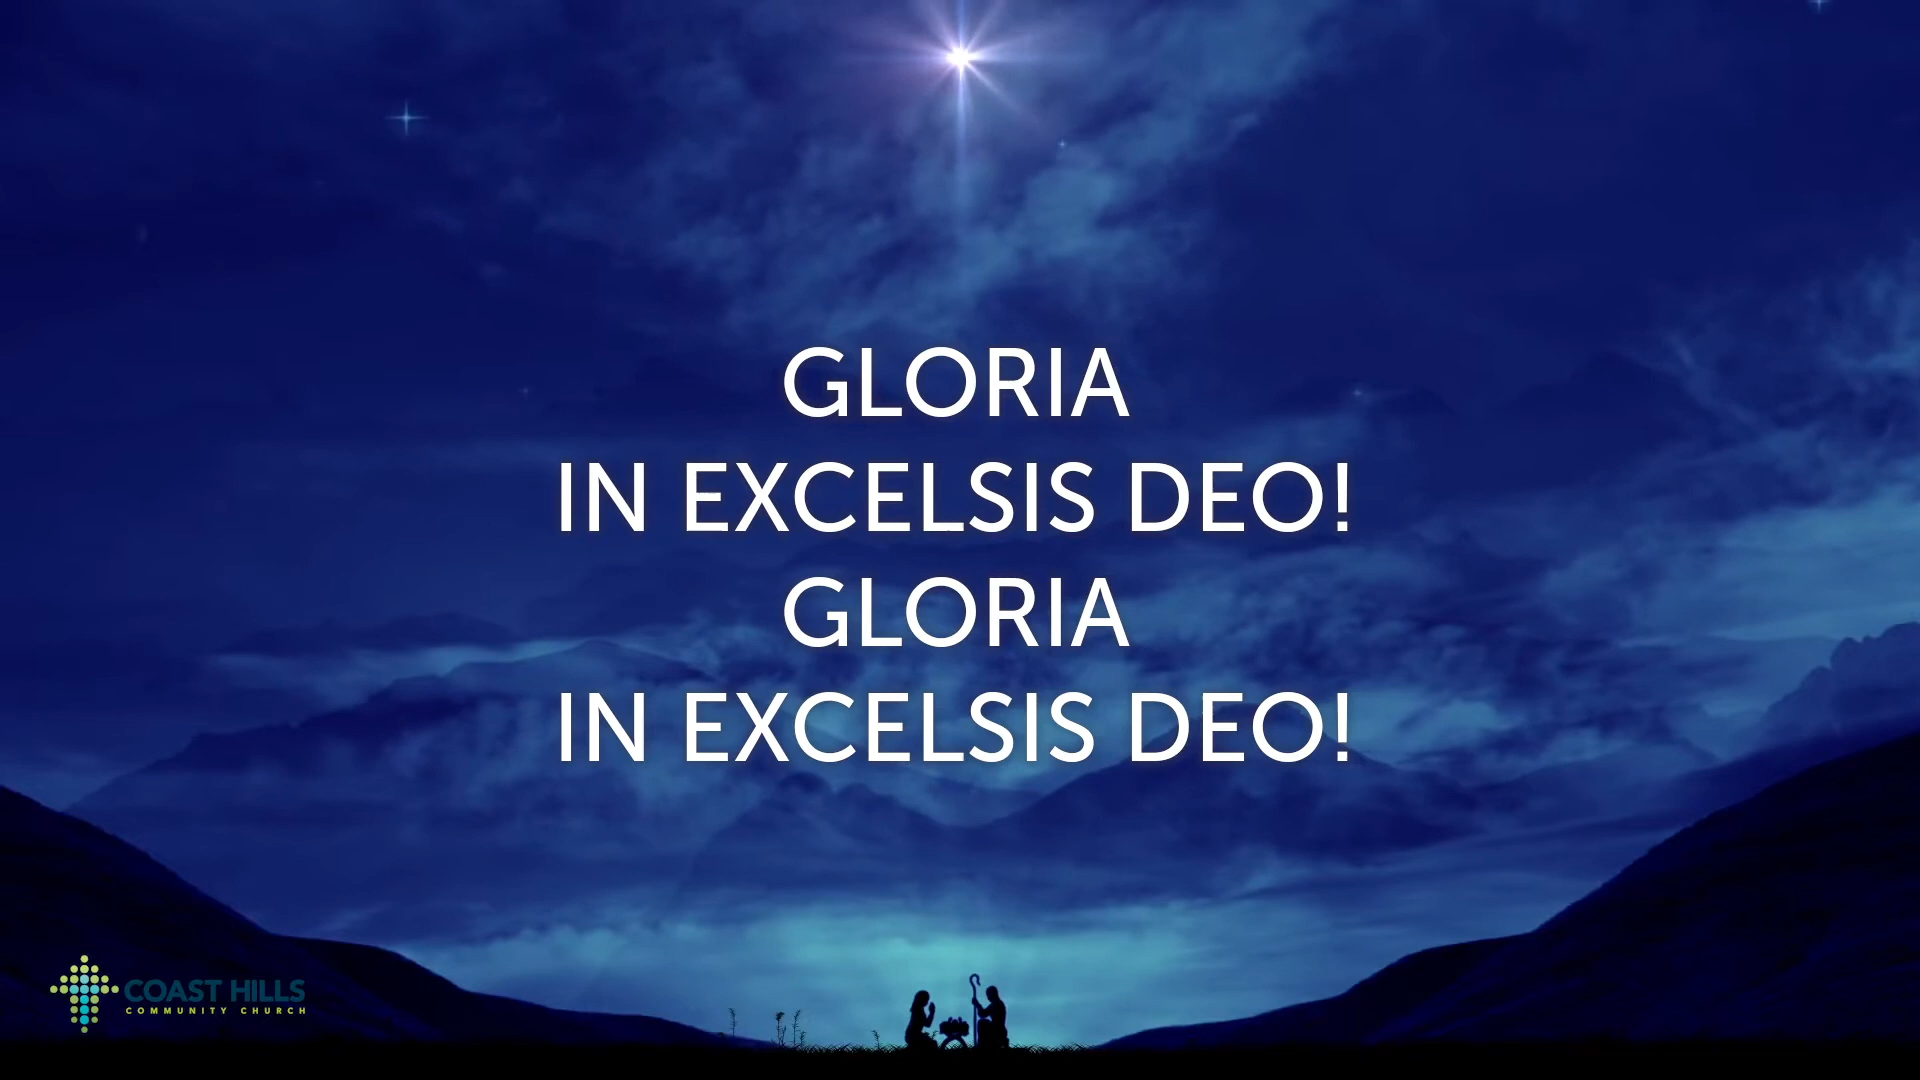 GLORIA
IN EXCELSIS DEO!
GLORIA
IN EXCELSIS DEO!
COAST HILLS
COMMUNITY CHURCH